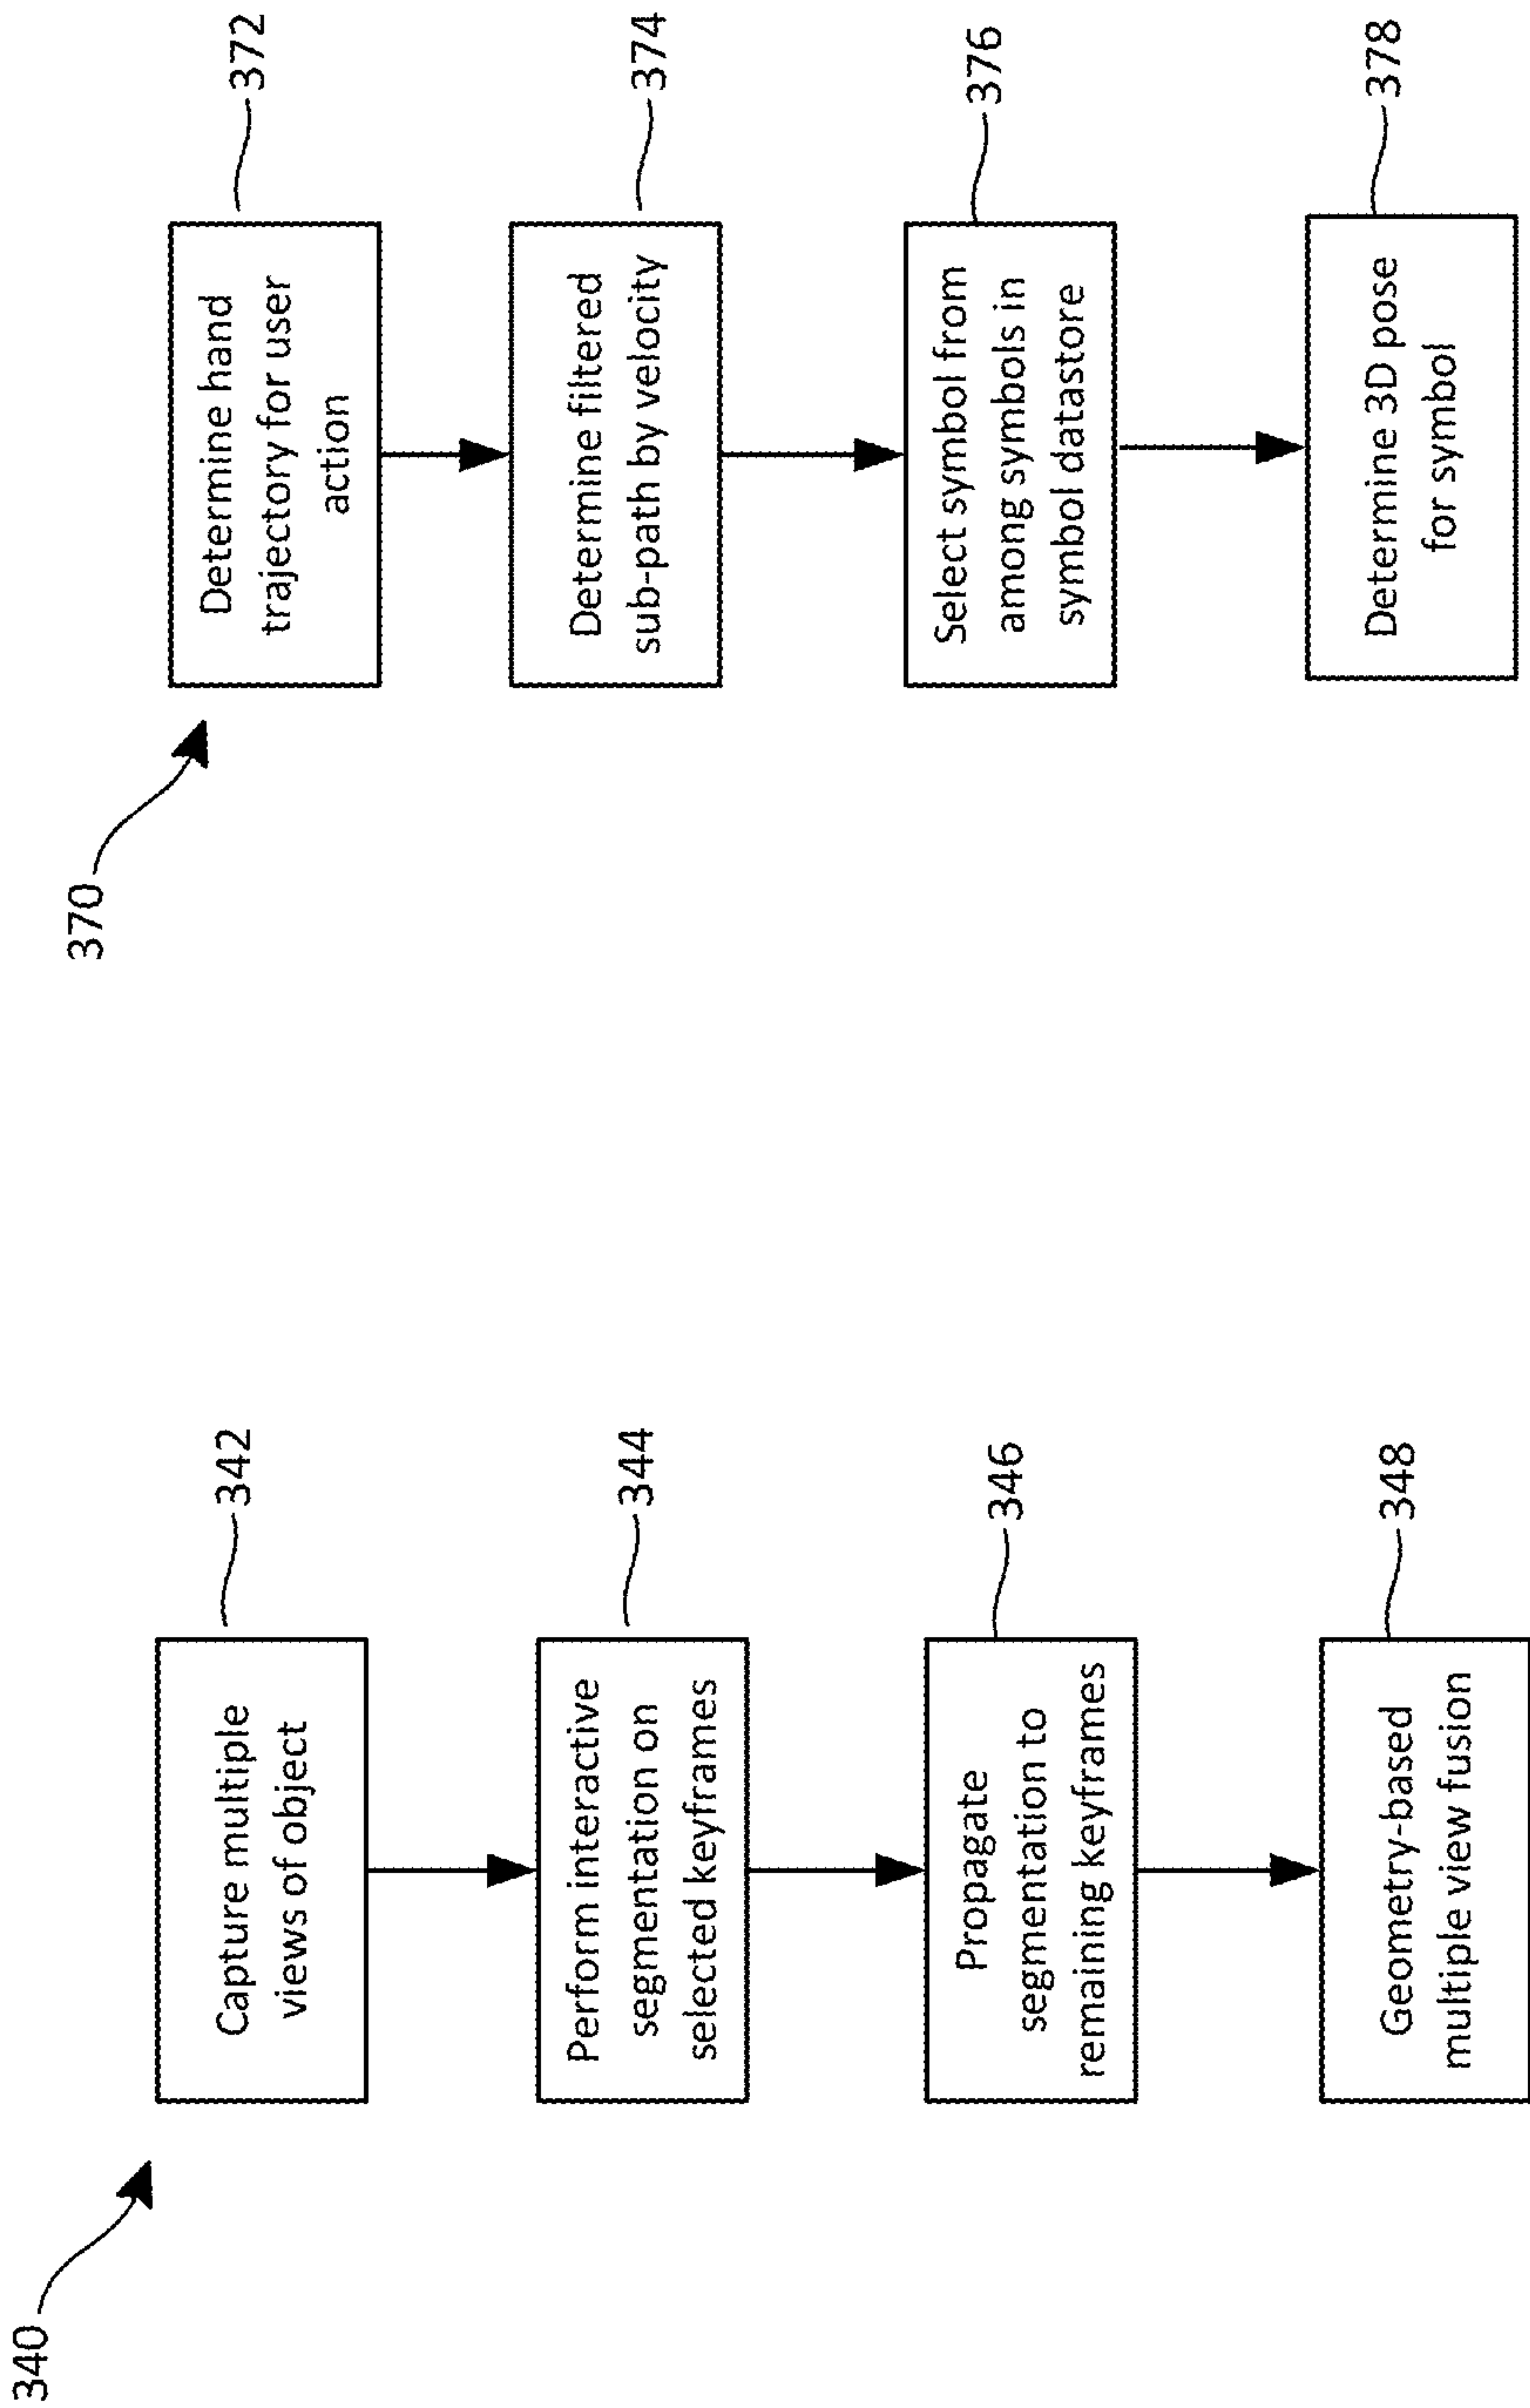 340
Capture multiple
views of object
342
Perform interactive
segmentation on
selected keyframes
344
Propagate
segmentation to
remaining keyframes
346
Geometry-based
multiple view fusion
348
370
Determine hand
trajectory for user
action
372
Determine filtered
sub-path by velocity
374
Select symbol from
among symbols in
symbol datastore
376
Determine 3D pose
for symbol
378